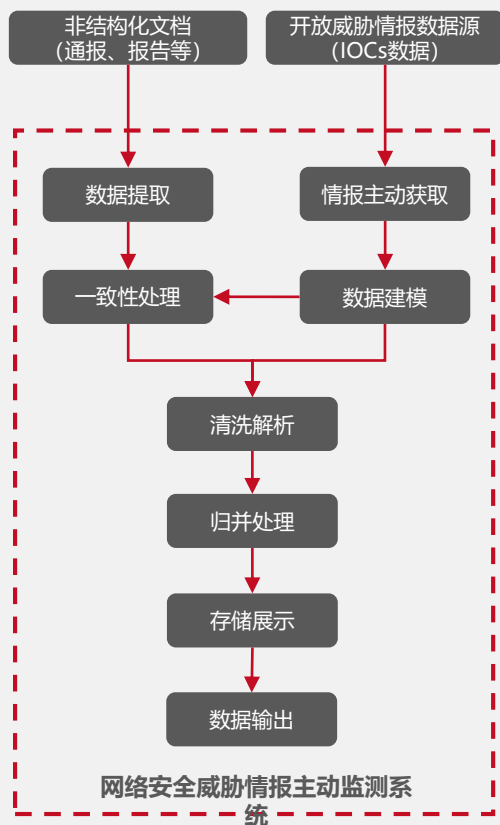 非结构化文档
（通报、报告等）
开放威胁情报数据源
（IOCs数据）
数据提取
情报主动获取
一致性处理
数据建模
清洗解析
归并处理
存储展示
数据输出
网络安全威胁情报主动监测系
统